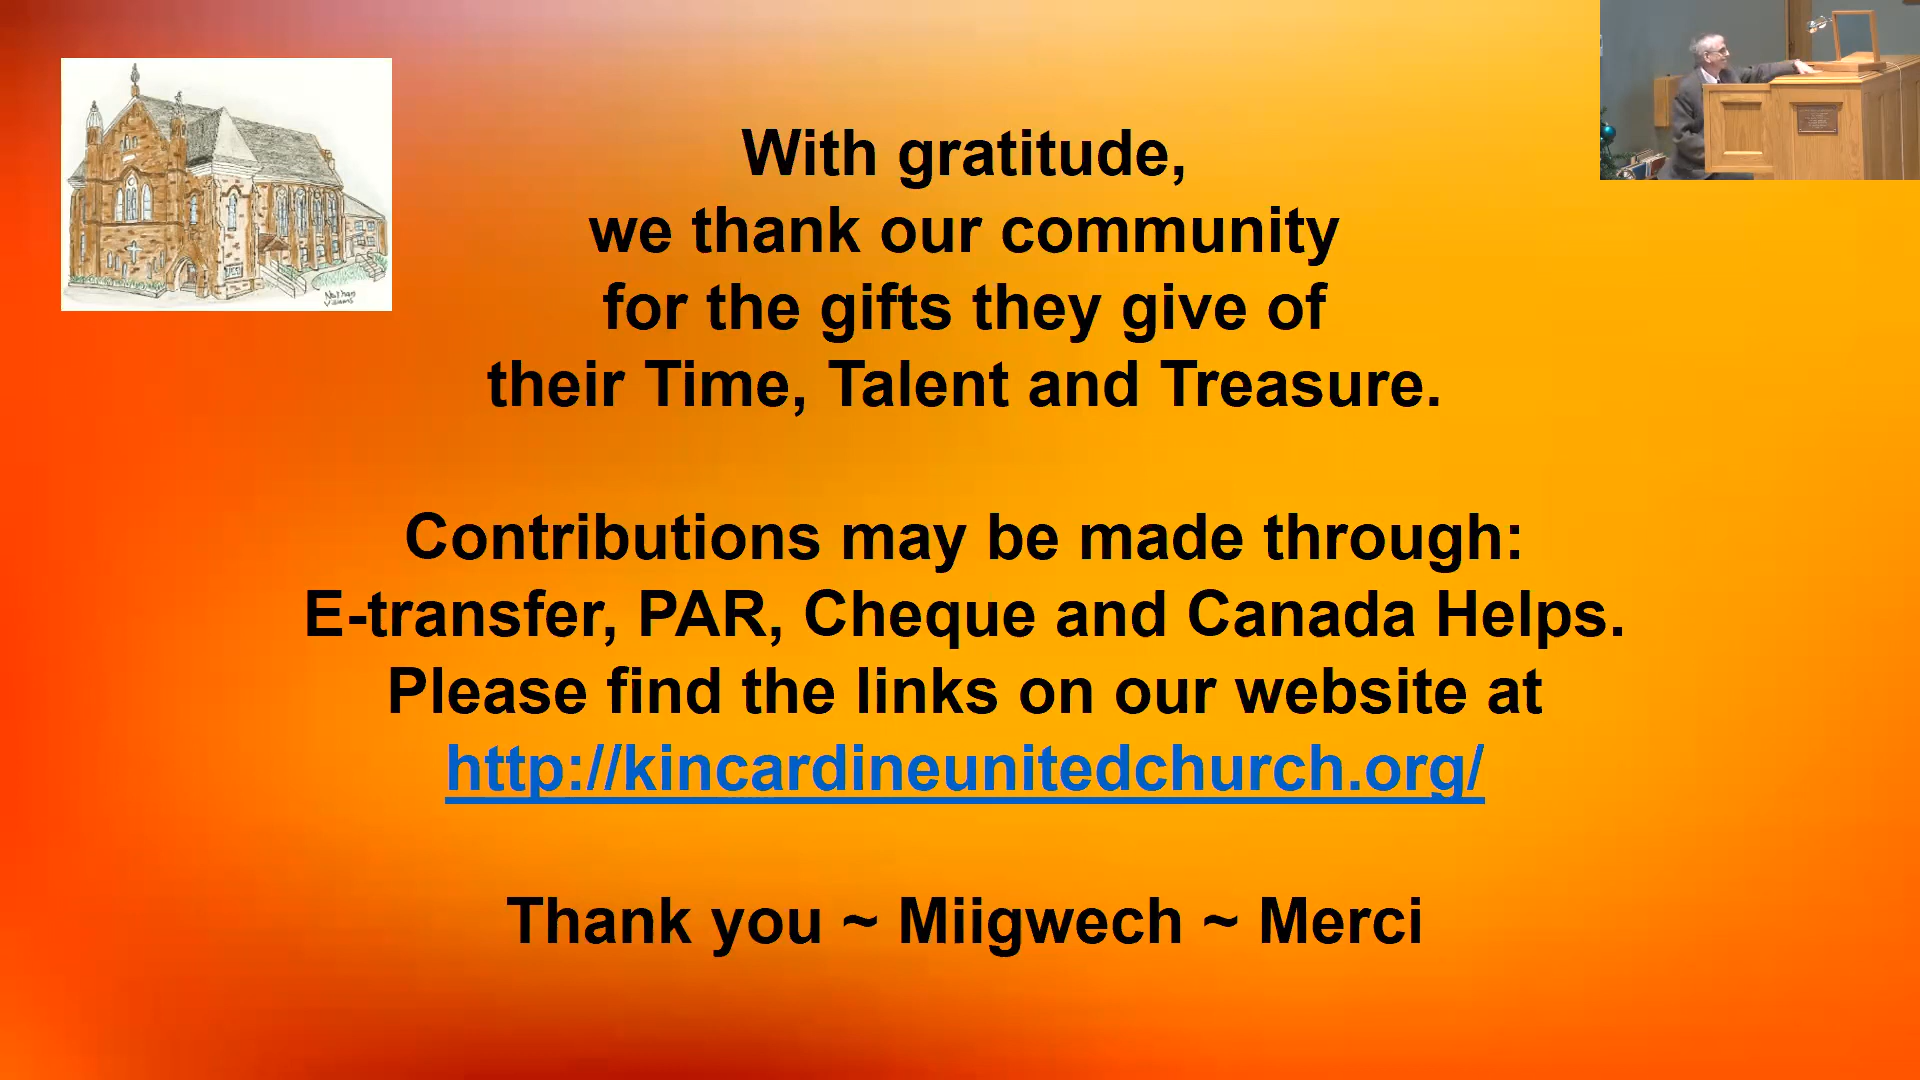 With gratitude,
we thank our community
for the gifts they give of
their Time, Talent and Treasure.
Contributions may be made through:
E-transfer, PAR, Cheque and Canada Helps.
Please find the links on our website at
http://kincardineunitedchurch.org/
Thank you ~ Miigwech ~ Merci